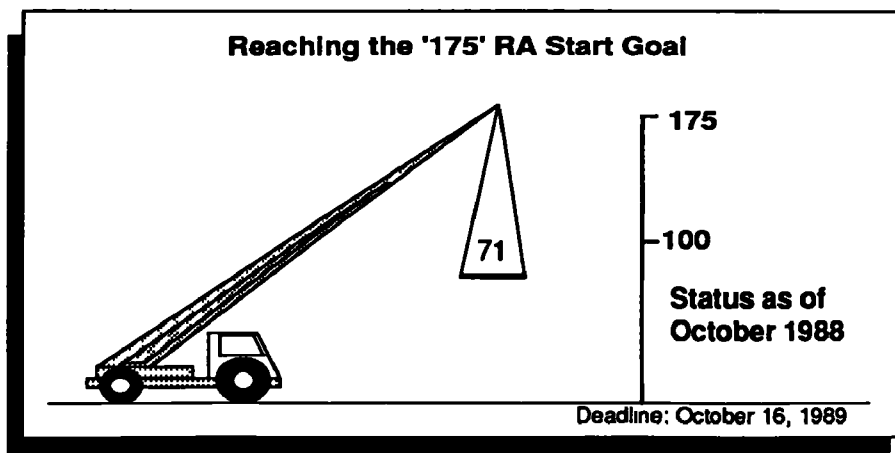 Reaching the '175' RA Start Goal
175
71
100
Status as of
October 1988
Deadline: October 16, 1989